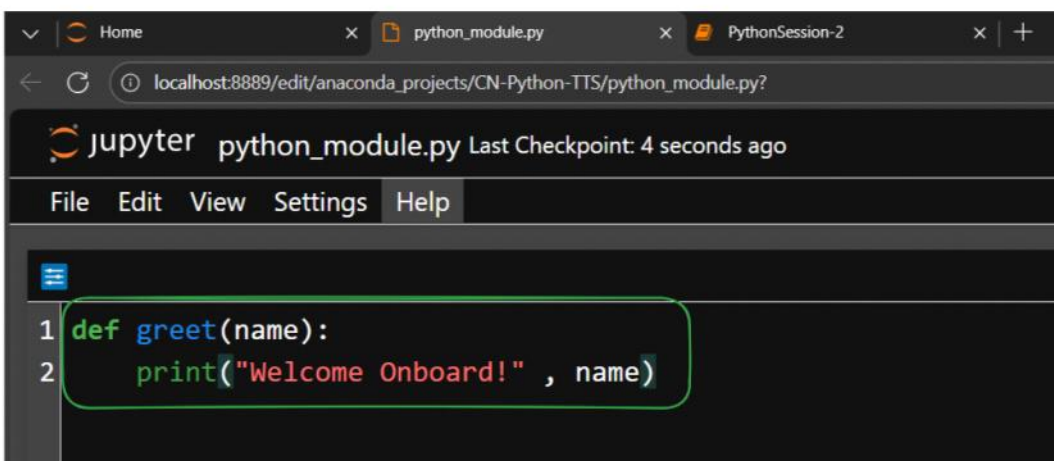 Home python_module.py PythonSession-2
localhost:8889/edit/anaconda_projects/CN-Python-TTS/python_module.py?
jupyter python_module.py Last Checkpoint: 4 seconds ago
File Edit View Settings Help
1 def greet(name):
2 print("Welcome Onboard!" , name)